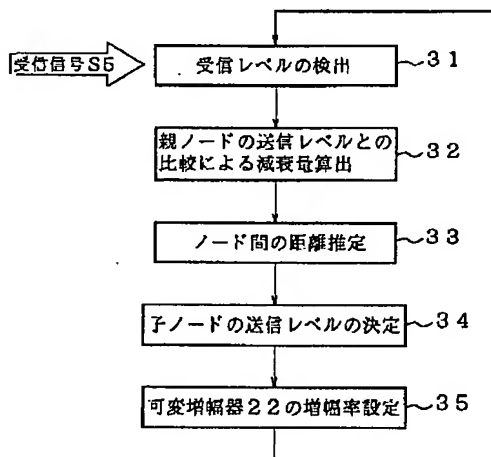 受信信号S5
受信レベルの検出
31
親ノードの送信レベルとの
比較による減衰量算出
32
ノード間の距離推定
33
子ノードの送信レベルの決定
34
可変増幅器22の増幅率設定
35